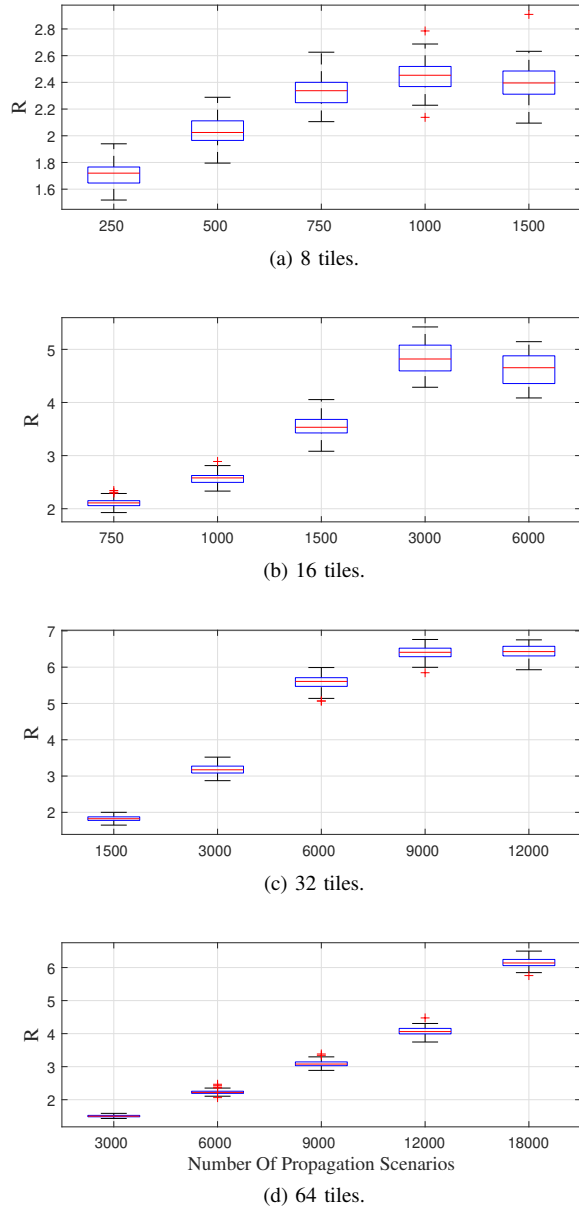 2.8
2.6
2.4
2.2
2
1.8
1.6
R
250 500 750 1000 1500
(a) 8 tiles.
5
4
3
2
R
750 1000 1500 3000 6000
(b) 16 tiles.
7
6
5
4
3
2
R
1500 3000 6000 9000 12000
(c) 32 tiles.
6
5
4
3
2
R
3000 6000 9000 12000 18000
Number Of Propagation Scenarios
(d) 64 tiles.